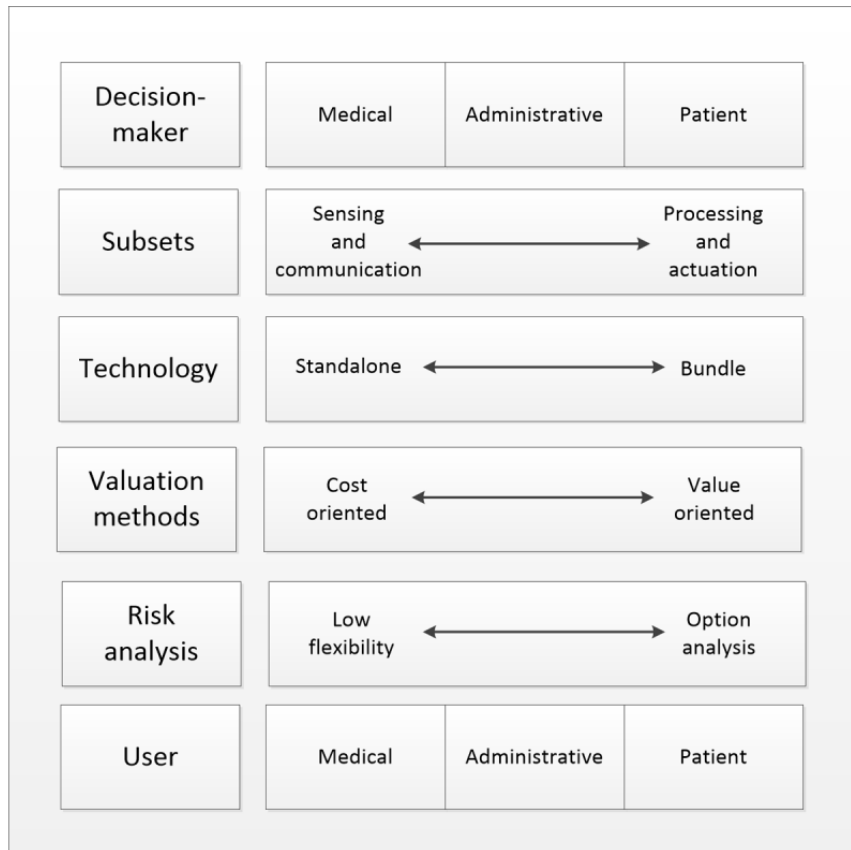 Decision-
maker
Medical
Administrative
Patient
Subsets
Sensing
and
communication
Processing
and
actuation
Technology
Standalone
Bundle
Valuation
methods
Cost
oriented
Value
oriented
Risk
analysis
Low
flexibility
Option
analysis
User
Medical
Administrative
Patient